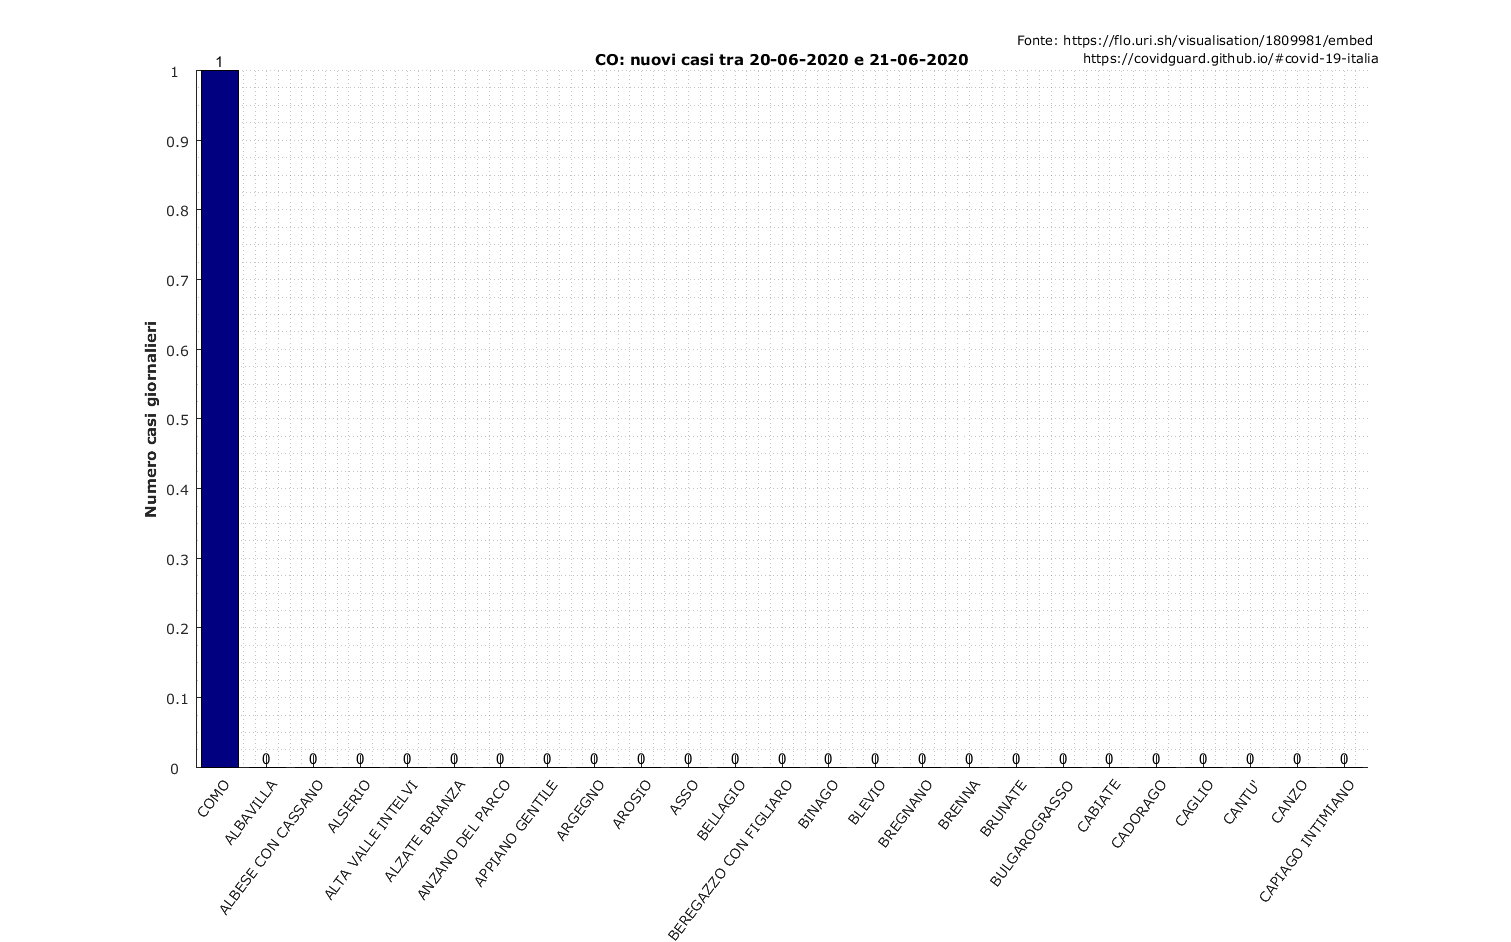 Fonte: https://flo.uri.sh/visualisation/1809981/embed
https://covidguard.github.io/#covid-19-italia
CO: nuovi casi tra 20-06-2020 e 21-06-2020
Numero casi giornalieri
1
0.9
0.8
0.7
0.6
0.5
0.4
0.3
0.2
0.1
0
1
0 0 0 0 0 0 0 0 0 0 0 0 0 0 0 0 0 0 0 0 0 0 0 0
COMO
ALBAVILLA
ALBESE CON CASSANO
ALSERIO
ALTA VALLE INTELVI
ALZATE BRIANZA
ANZANO DEL PARCO
APPIANO GENTILE
ARGEGNO
AROSIO
ASSO
BELLAGIO
BEREGAZZO CON FIGLIARO
BINAGO
BLEVIO
BREGNANO
BRENNA
BRUNATE
BULGAROGRASSO
CABIATE
CADORAGO
CAGLIO
CANTU'
CANZO
CAPIAGO INTIMIANO